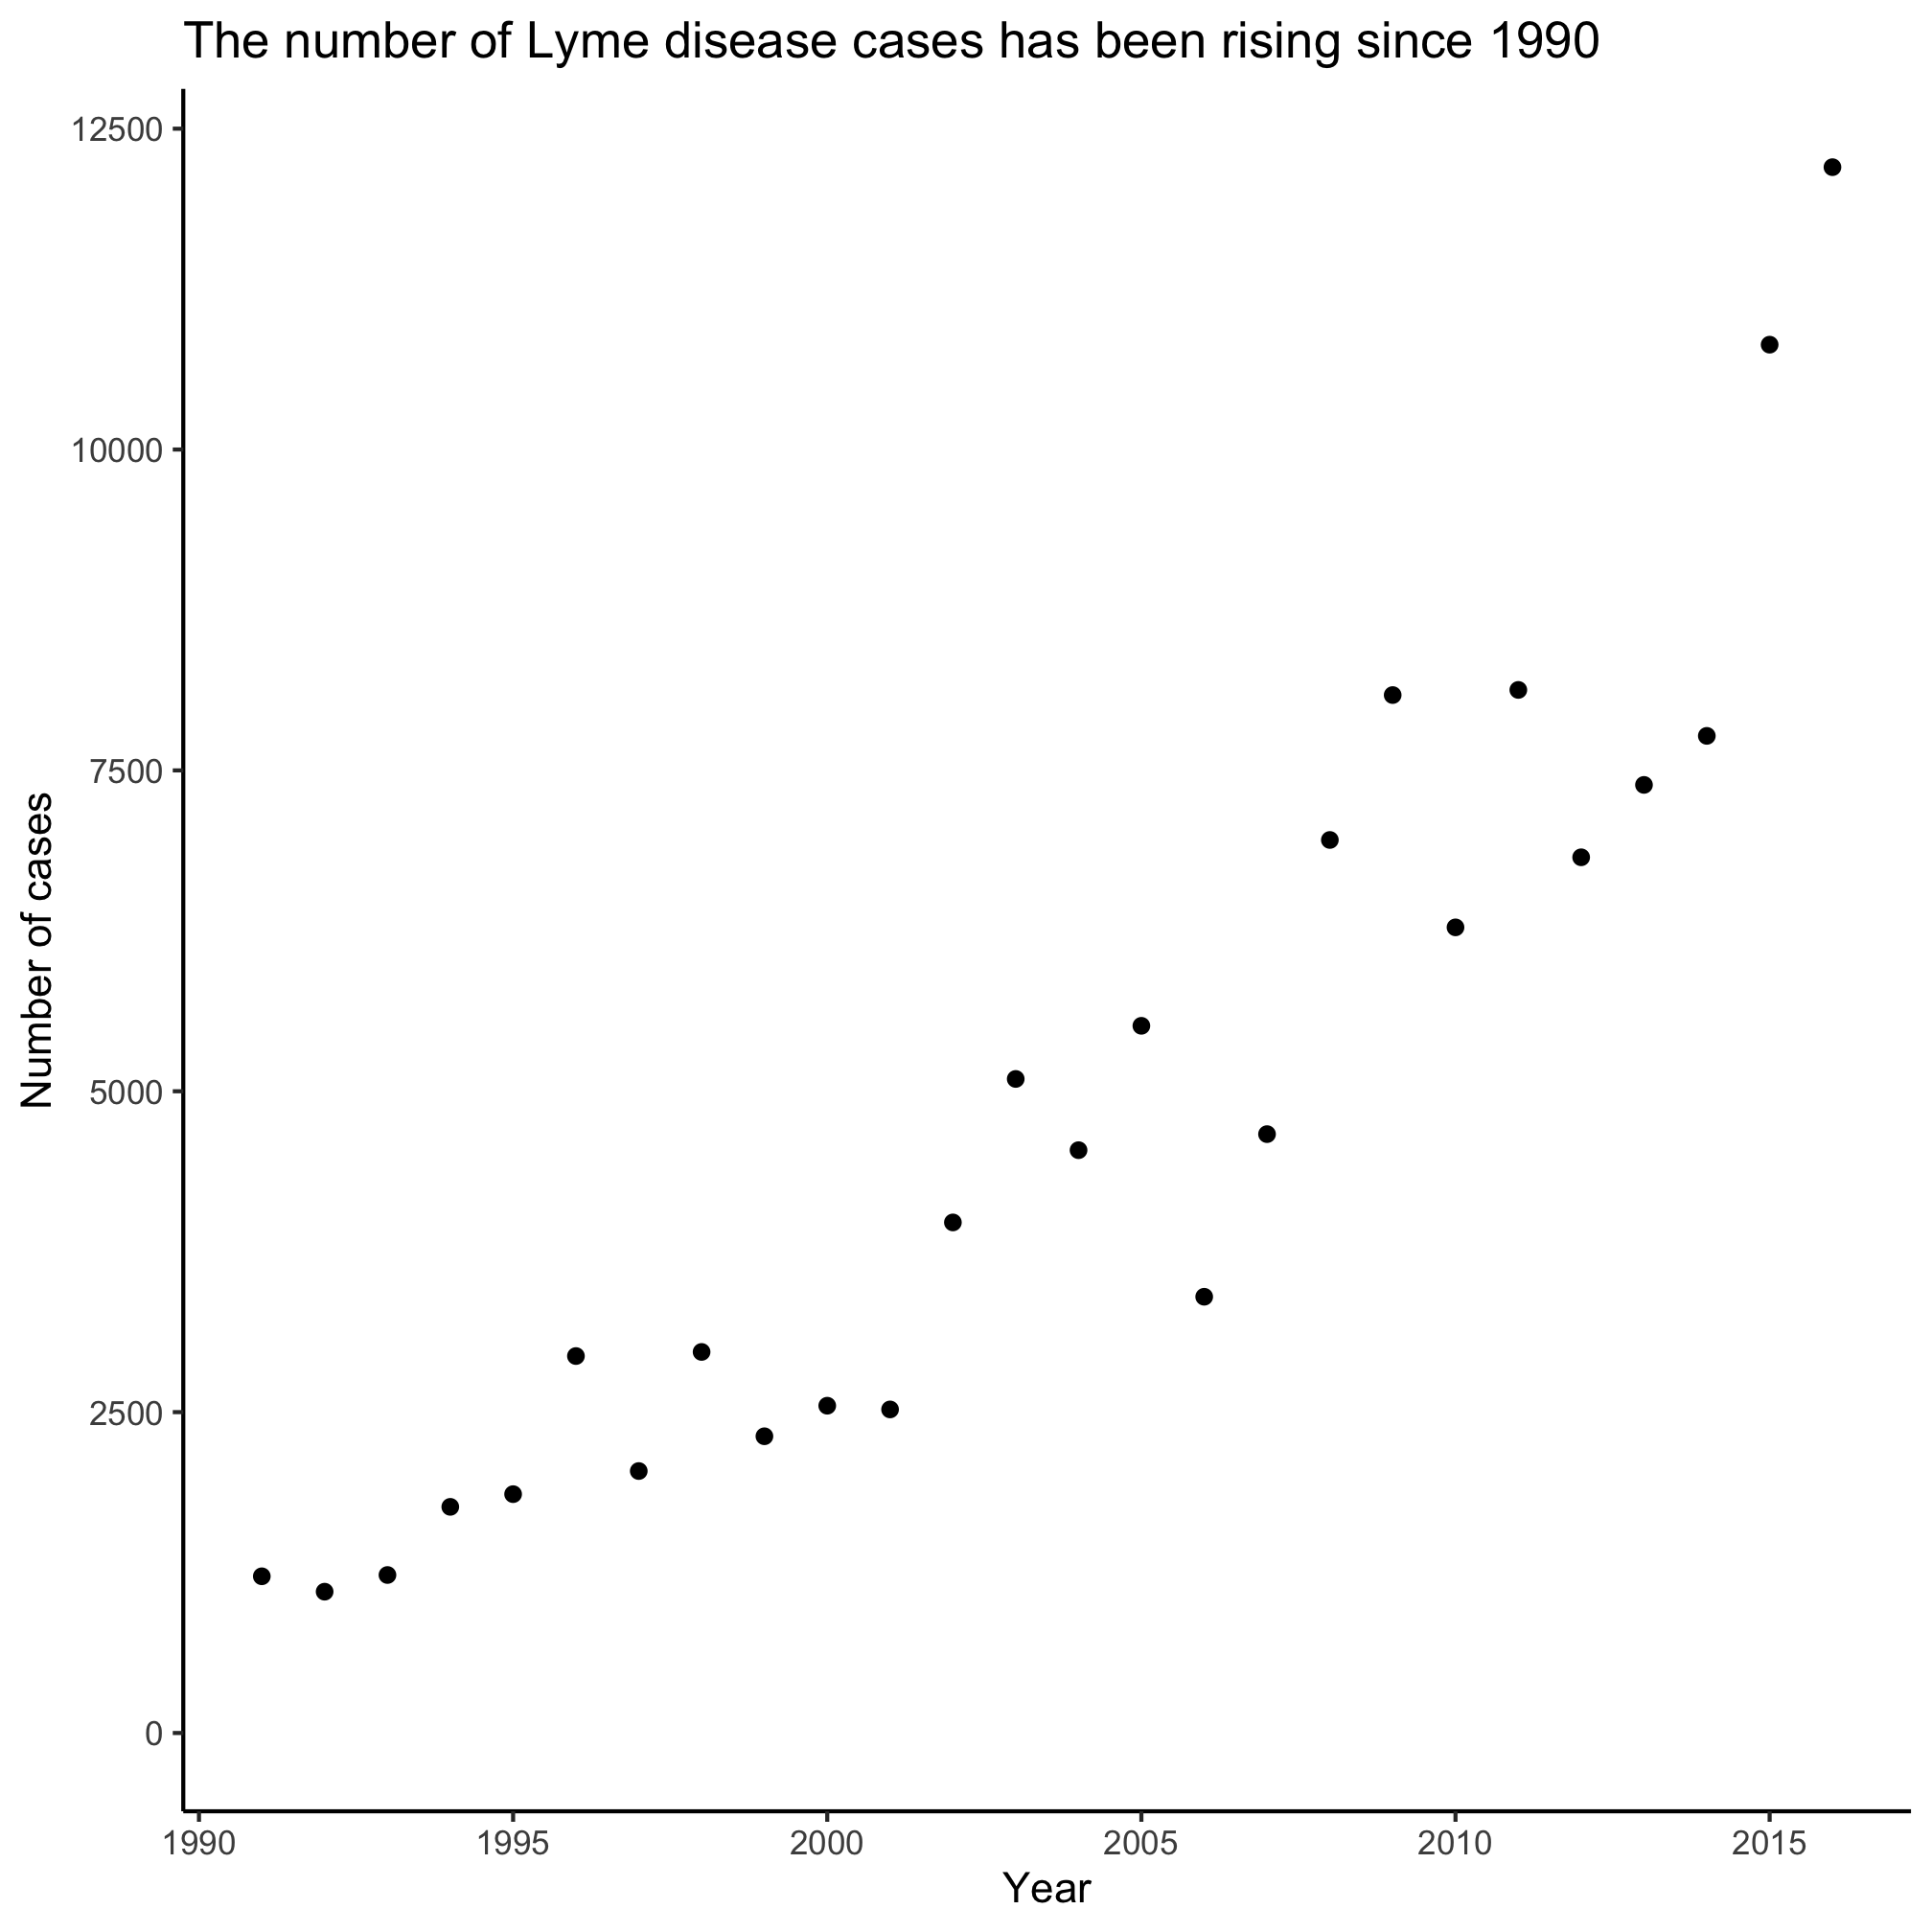 The number of Lyme disease cases has been rising since 1990
12500
10000
7500
5000
2500
0
Number of cases
1990 1995 2000 2005 2010 2015
Year